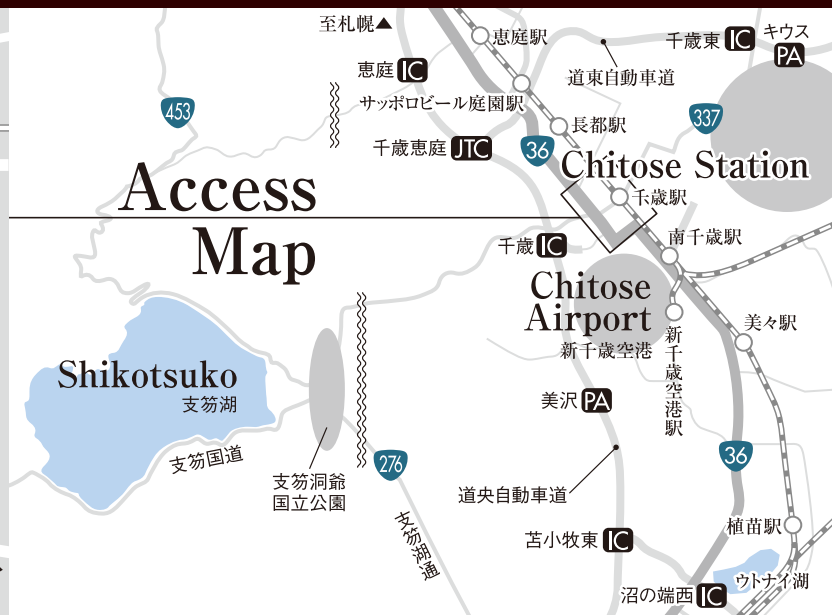 至札幌▲
恵庭駅
千歳東 IC
キウス
PA
恵庭 IC
道東自動車道
453
サッポロビール庭園駅
337
長都駅
千歳恵庭 JTC
36
Chitose Station
千歳駅
Access
Map
南千歳駅
千歳 IC
Chitose
Airport
新千歳空港
新千歳空港駅
美々駅
Shikotsuko
支笏湖
美沢 PA
支笏国道
276
36
支笏洞爺
国立公園
道央自動車道
支笏湖通
植苗駅
苫小牧東 IC
ウトナイ湖
沼の端西 IC